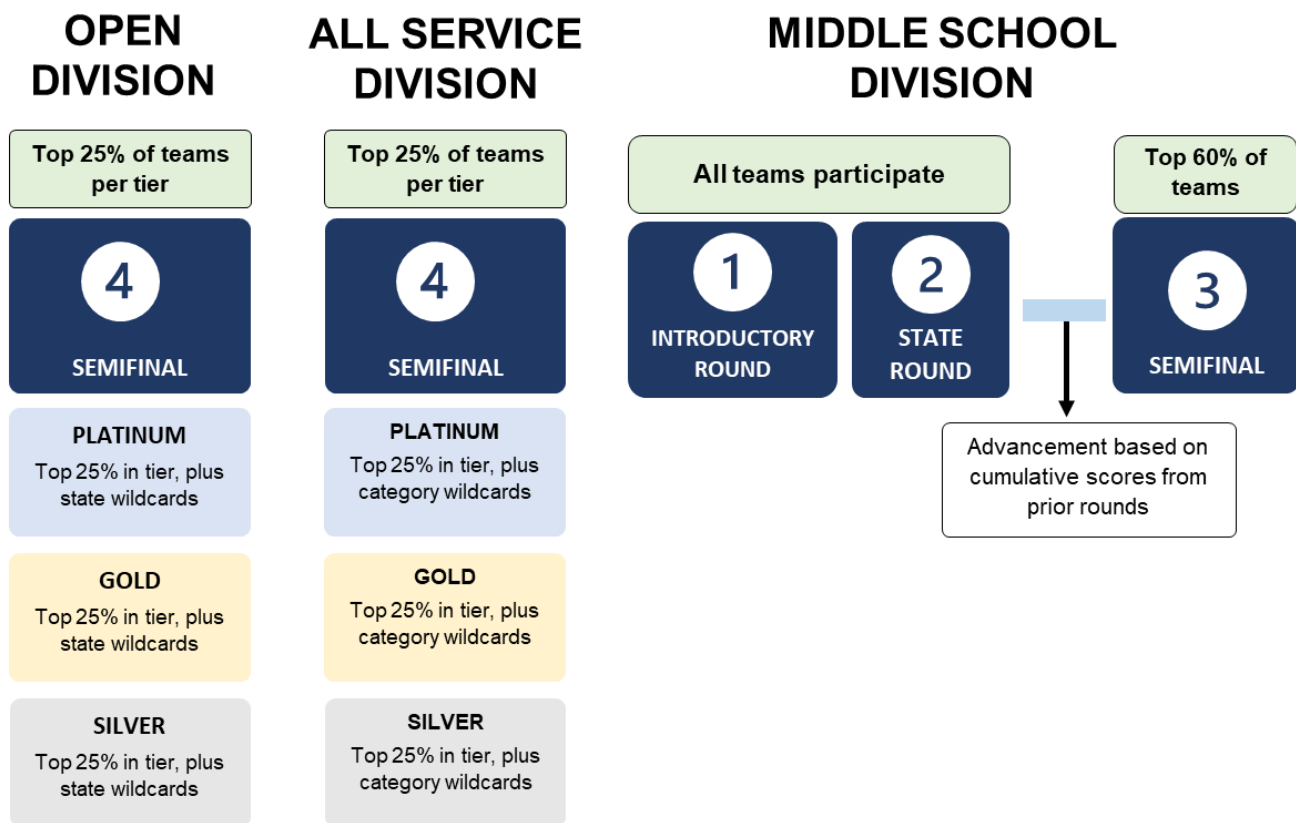 OPEN
DIVISION
Top 25% of teams
per tier
4
SEMIFINAL
PLATINUM
Top 25% in tier, plus
state wildcards
GOLD
Top 25% in tier, plus
state wildcards
SILVER
Top 25% in tier, plus
state wildcards
ALL SERVICE
DIVISION
Top 25% of teams
per tier
4
SEMIFINAL
PLATINUM
Top 25% in tier, plus
category wildcards
GOLD
Top 25% in tier, plus
category wildcards
SILVER
Top 25% in tier, plus
category wildcards
MIDDLE SCHOOL
DIVISION
All teams participate
1
INTRODUCTORY
ROUND
2
STATE
ROUND
Top 60% of
teams
3
SEMIFINAL
Advancement based on
cumulative scores from
prior rounds